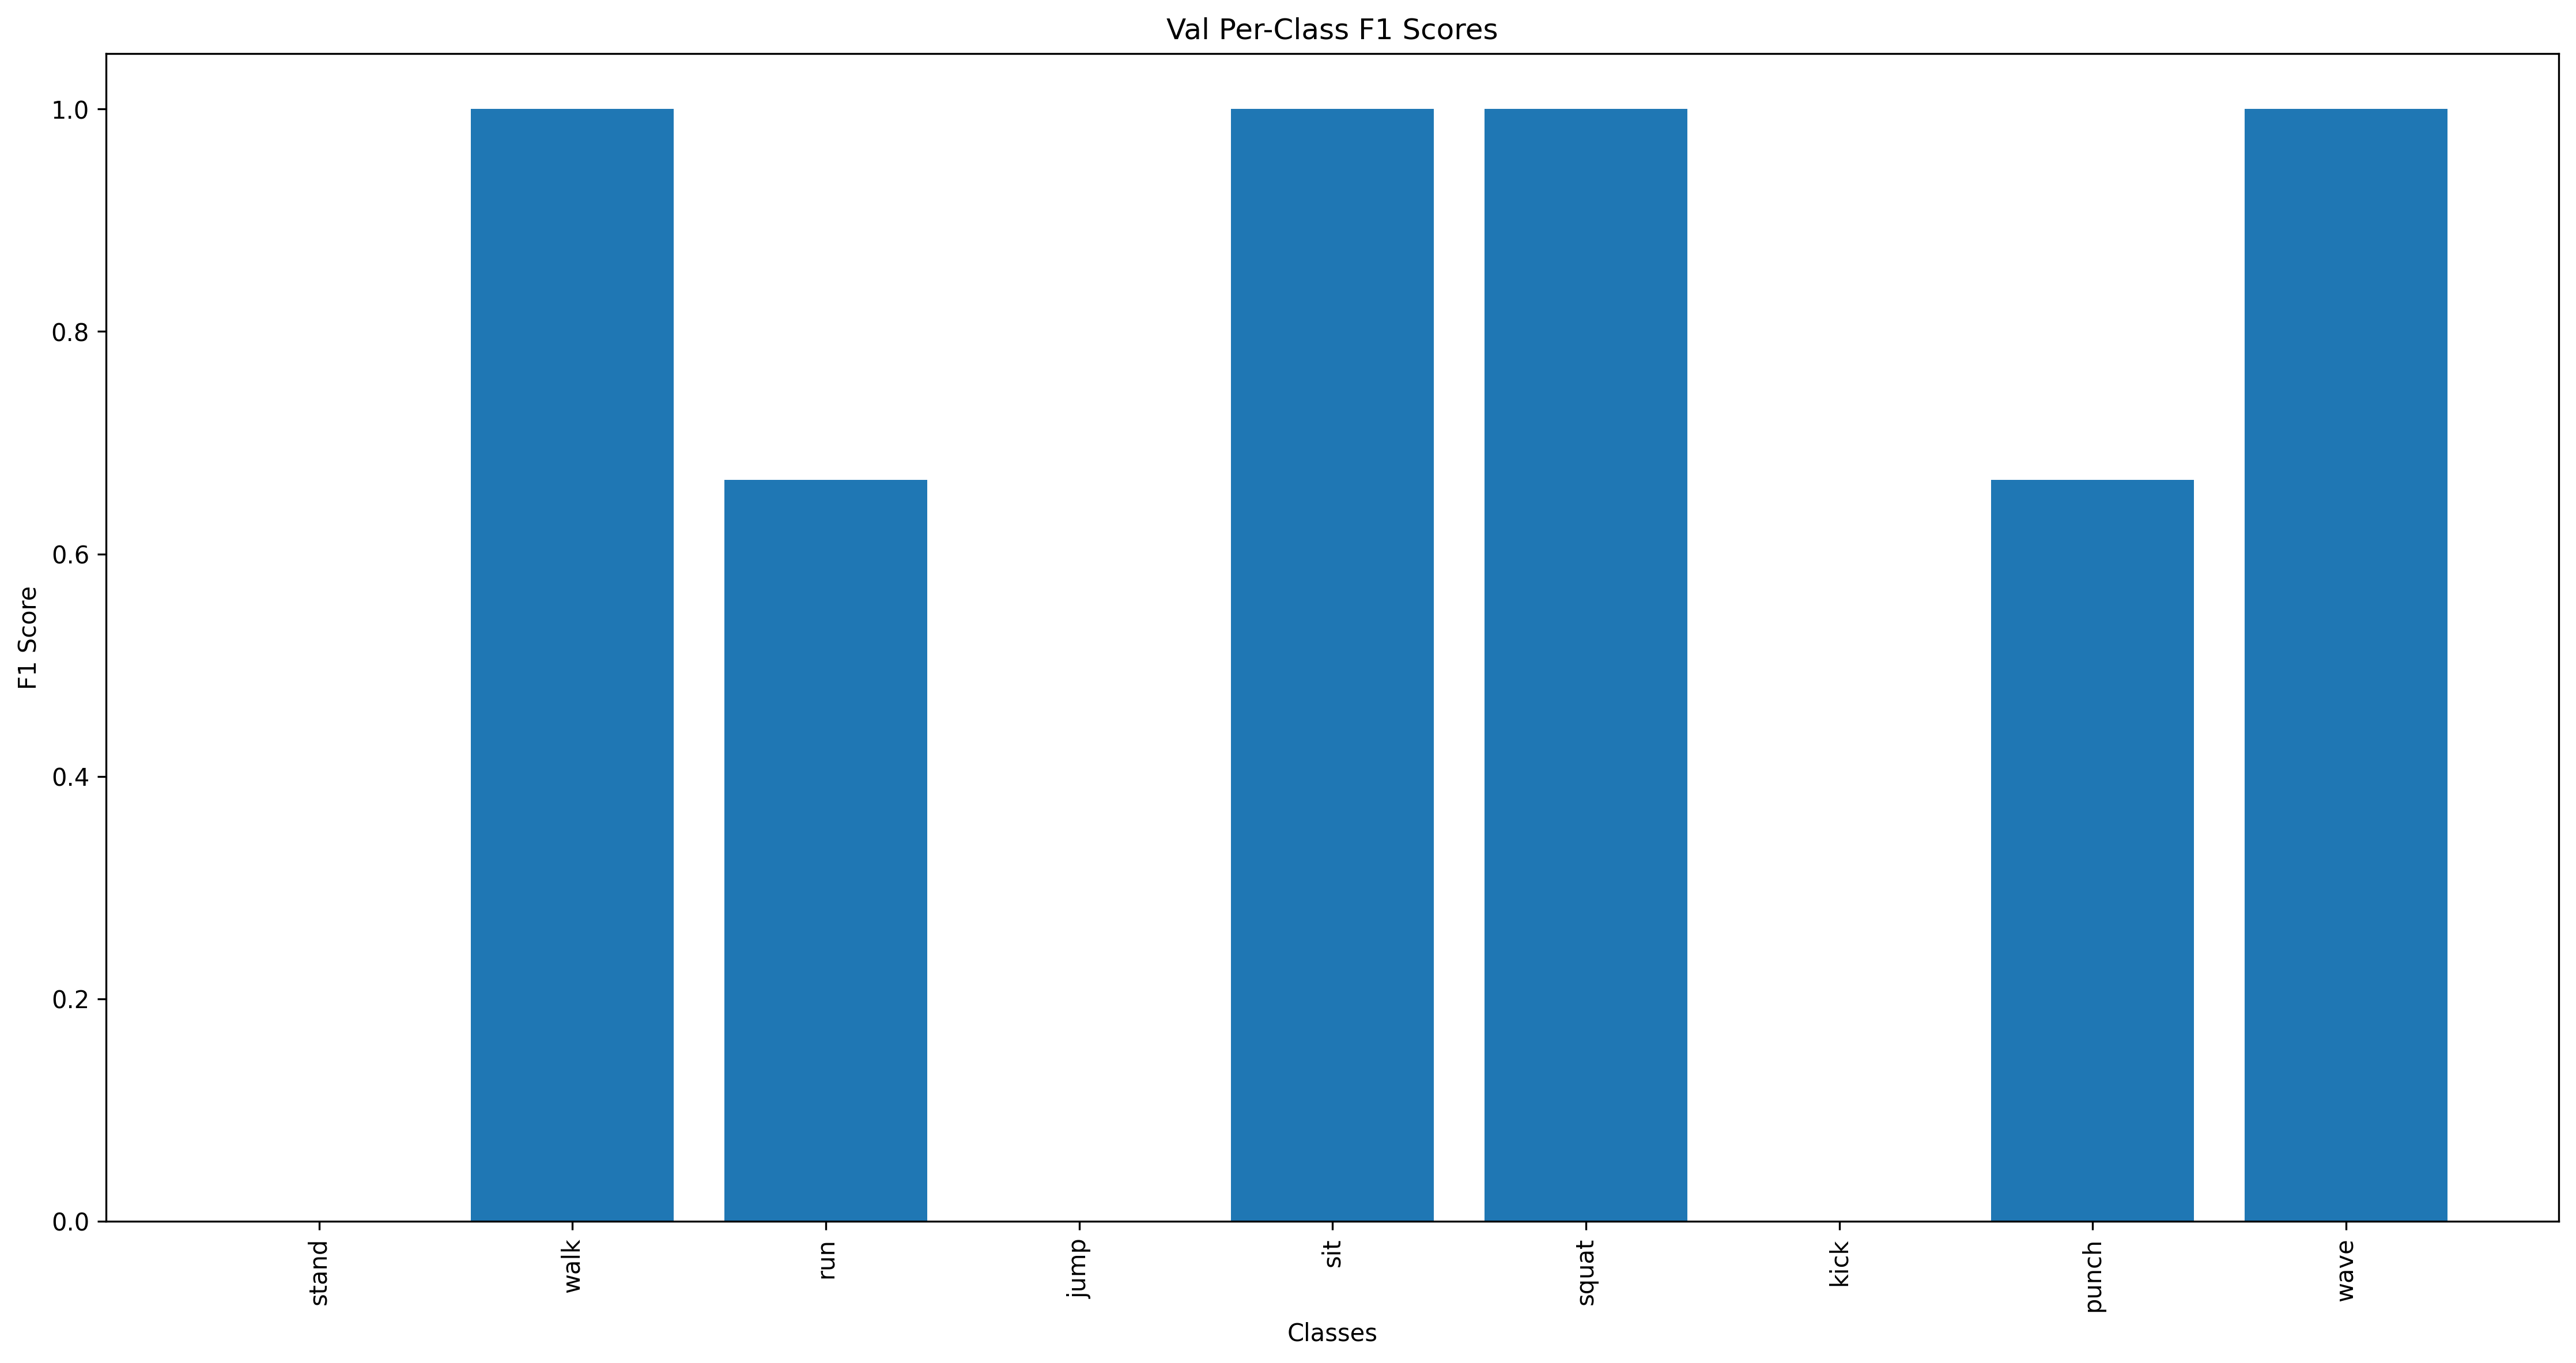 Val Per-Class F1 Scores
F1 Score
1.0
0.8
0.6
0.4
0.2
0.0
stand
walk
run
jump
sit
squat
kick
punch
wave
Classes